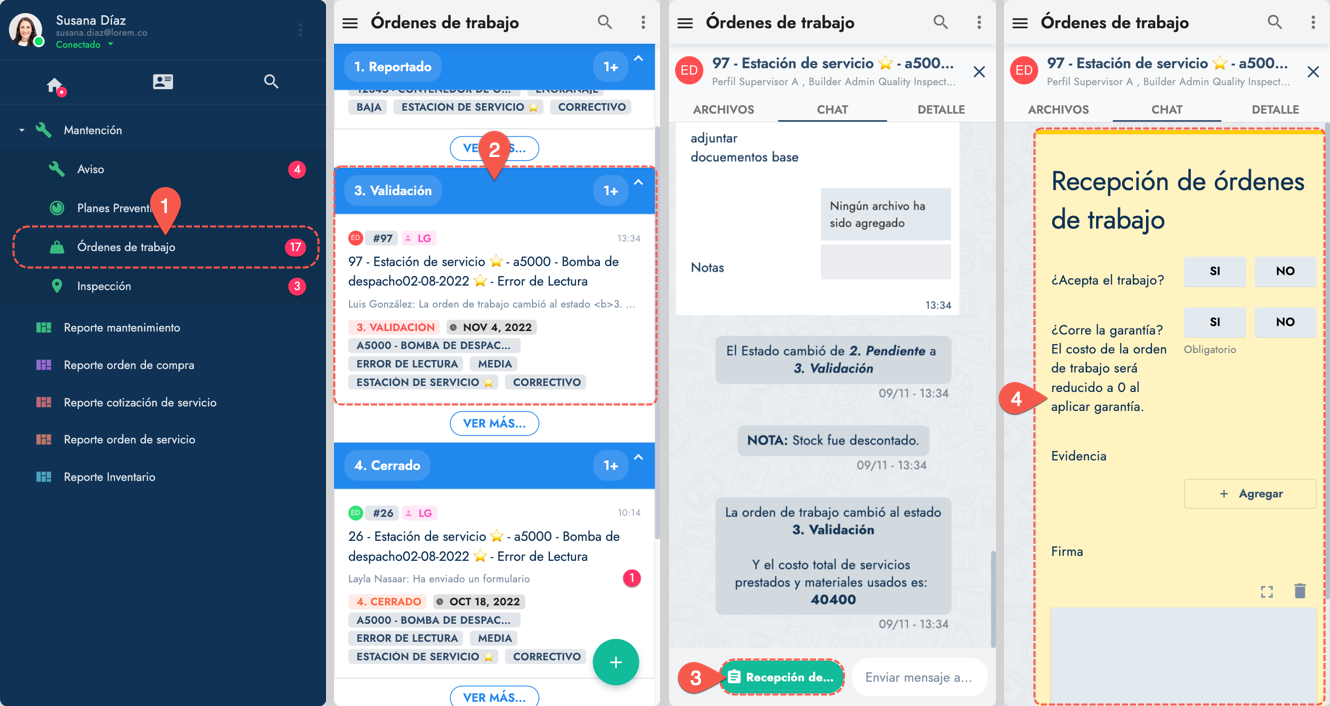 Susana Díaz
susana.diaz@lorem.co
Conectado
Mantención
Aviso
4
Planes Preventi
1
Órdenes de trabajo
17
Inspección
3
Reporte mantenimiento
Reporte orden de compra
Reporte cotización de servicio
Reporte orden de servicio
Reporte Inventario
Órdenes de trabajo
1. Reportado
1+
12345 - CONTENEDOR DE O...
ENGRANAJE
BAJA
ESTACION DE SERVICIO ⭐
CORRECTIVO
2
3. Validación
1+
ED
#97
LG
13:34
97 - Estación de servicio ⭐ - a5000 - Bomba de
despacho02-08-2022 ⭐ - Error de Lectura
Luis González: La orden de trabajo cambió al estado <b>3. ...
3. VALIDACION
NOV 4, 2022
A5000 - BOMBA DE DESPAC...
ERROR DE LECTURA
MEDIA
ESTACIÓN DE SERVICIO ⭐
CORRECTIVO
VER MÁS...
4. Cerrado
1+
ED
#26
LG
10:14
26 - Estación de servicio ⭐ - a5000 - Bomba de
despacho02-08-2022 ⭐ - Error de Lectura
Layla Nasaar: Ha enviado un formulario
1
4. CERRADO
OCT 18, 2022
A5000 - BOMBA DE DESPAC...
ERROR DE LECTURA
MEDIA
ESTACIÓN DE SERVICIO ⭐
CORRECTIVO
+
VER MÁS...
Órdenes de trabajo
ED
97 - Estación de servicio ⭐ - a500...
Perfil Supervisor A , Builder Admin Quality Inspect...
ARCHIVOS
CHAT
DETALLE
adjuntar
docuementos base
Ningún archivo ha
sido agregado
Notas
13:34
El Estado cambió de 2. Pendiente a
3. Validación
09/11 - 13:34
NOTA: Stock fue descontado.
09/11 - 13:34
La orden de trabajo cambió al estado
3. Validación
Y el costo total de servicios
prestados y materiales usados es:
40400
09/11 - 13:34
3
Recepción de...
Enviar mensaje a...
Órdenes de trabajo
ED
97 - Estación de servicio ⭐ - a500...
Perfil Supervisor A , Builder Admin Quality Inspect...
ARCHIVOS
CHAT
DETALLE
Recepción de órdenes
de trabajo
¿Acepta el trabajo?
SI
NO
¿Corre la garantía?
El costo de la orden
de trabajo será
reducido a 0 al
aplicar garantía.
SI
NO
Obligatorio
4
Evidencia
+ Agregar
Firma